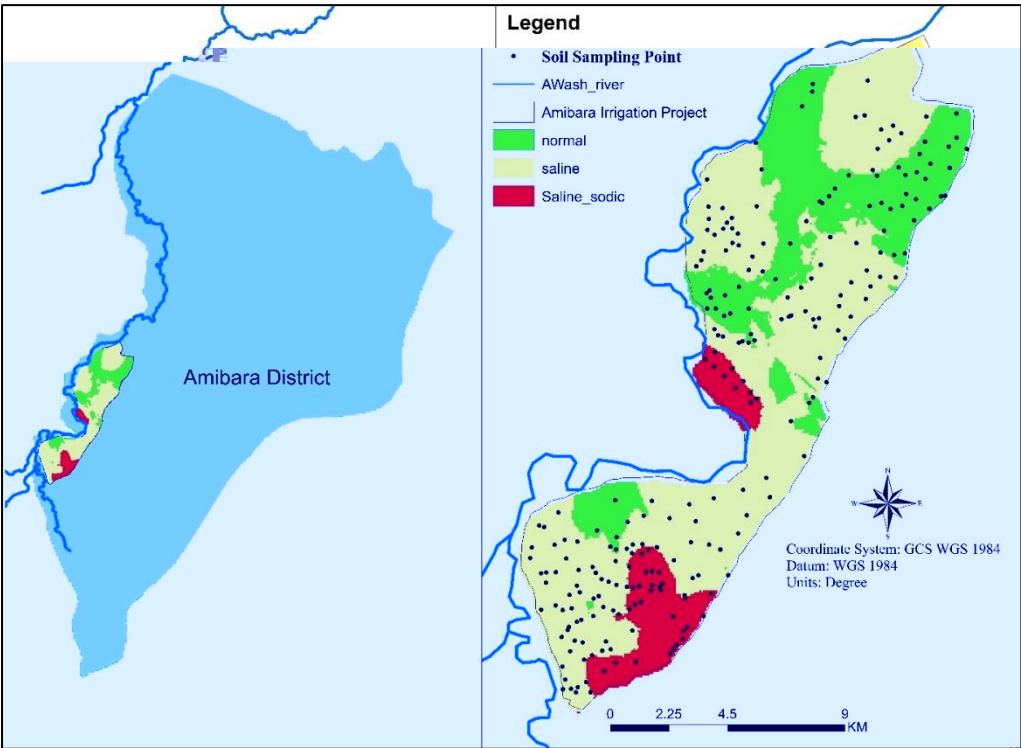 Legend
Soil Sampling Point
AWash_river
Amibara Irrigation Project
normal
saline
Saline_sodic
Amibara District
N
W E
S
Coordinate System: GCS WGS 1984
Datum: WGS 1984
Units: Degree
0 2.25 4.5 9
KM